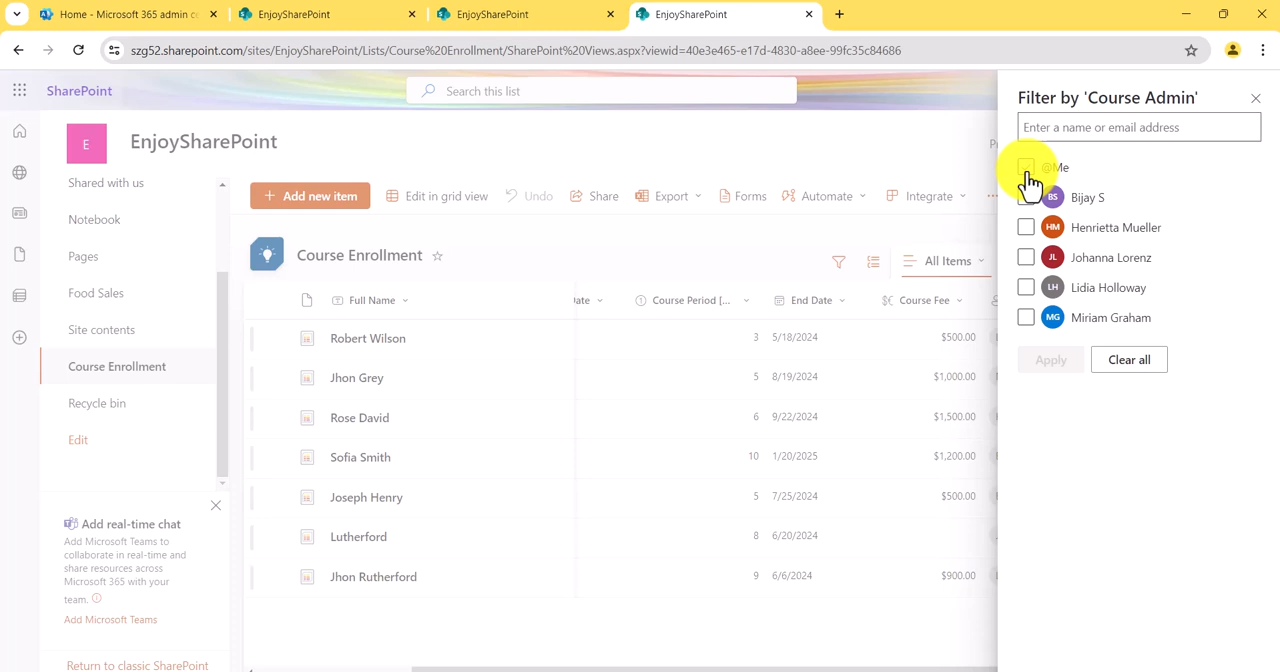 Home - Microsoft 365 admin ce
EnjoySharePoint
EnjoySharePoint
EnjoySharePoint
szg52.sharepoint.com/sites/EnjoySharePoint/Lists/Course%20Enrollment/SharePoint%20Views.aspx?viewid=40e3e465-e17d-4830-a8ee-99fc35c84686
SharePoint
Search this list
E
EnjoySharePoint
Shared with us
Notebook
Pages
Food Sales
Site contents
Course Enrollment
Recycle bin
Edit
Add real-time chat
Add Microsoft Teams to
collaborate in real-time and
share resources across
Microsoft 365 with your
team.
Add Microsoft Teams
Return to classic SharePoint
Add new item
Edit in grid view
Undo
Share
Export
Forms
Automate
Integrate
Course Enrollment
All Items
Full Name
Date
Course Period [...
End Date
Course Fee
Robert Wilson 3 5/18/2024 $500.00
Jhon Grey 5 8/19/2024 $1,000.00
Rose David 6 9/22/2024 $1,500.00
Sofia Smith 10 1/20/2025 $1,200.00
Joseph Henry 5 7/25/2024 $500.00
Lutherford 8 6/20/2024
Jhon Rutherford 9 6/6/2024 $900.00
Filter by 'Course Admin'
Enter a name or email address
@Me
BS Bijay S
HM Henrietta Mueller
JL Johanna Lorenz
LH Lidia Holloway
MG Miriam Graham
Apply
Clear all